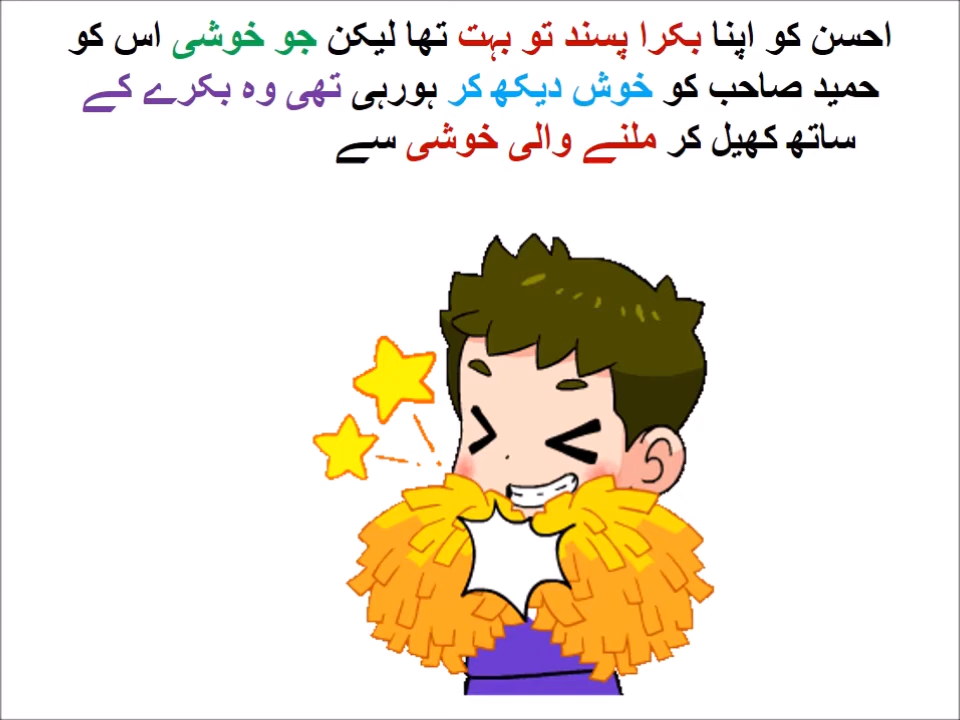 احسن کو اپنا بکرا پسند تو بہت تھا لیکن جو خوشی اس کو
حمید صاحب کو خوش دیکھ کر ہورہی تھی وہ بکرے کے
ساتھ کھیل کر ملنے والی خوشی سے